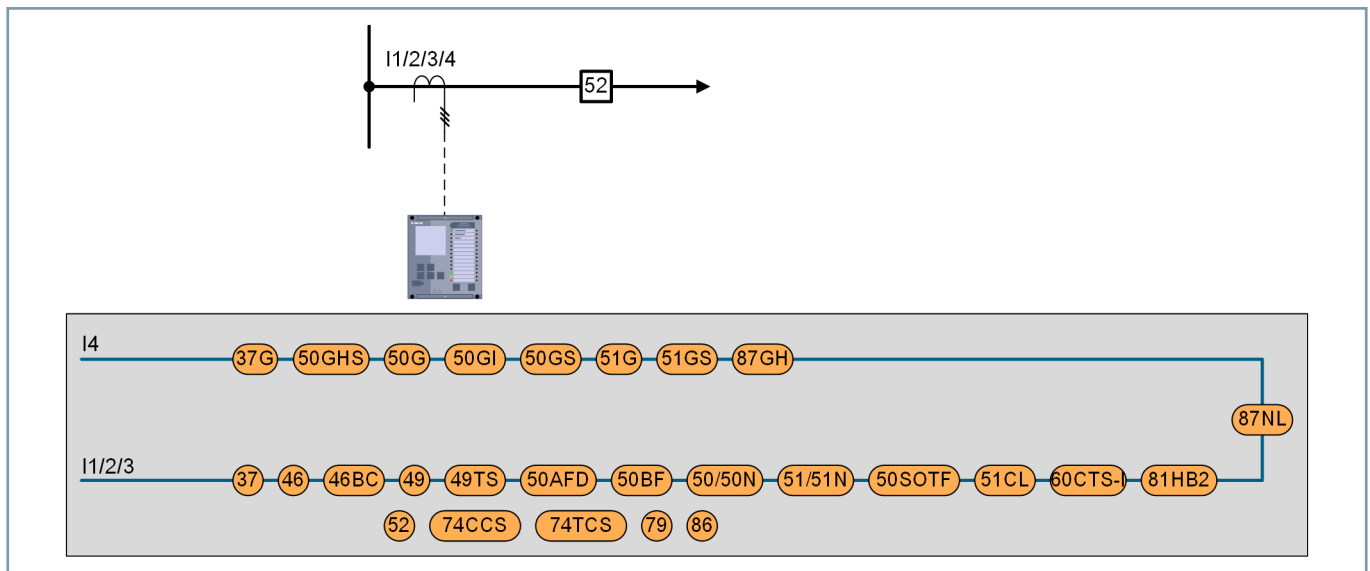 I1/2/3/4
52
I4
37G 50GHS 50G 50GI 50GS 51G 51GS 87GH
87NL
I1/2/3
37 46 46BC 49 49TS 50AFD 50BF 50/50N 51/51N 50SOTF 51CL 60CTS-I 81HB2
52 74CCS 74TCS 79 86